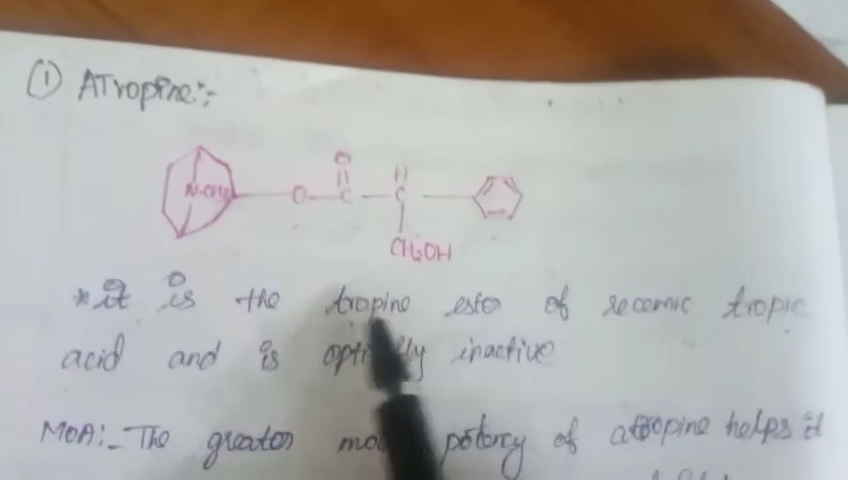 ① Atropine:-
N-CH3 O C O C H CH2OH
*it is the tropine ester of recemic tropic
acid and is optically inactive
MOA:- The greater potency of atropine helps it